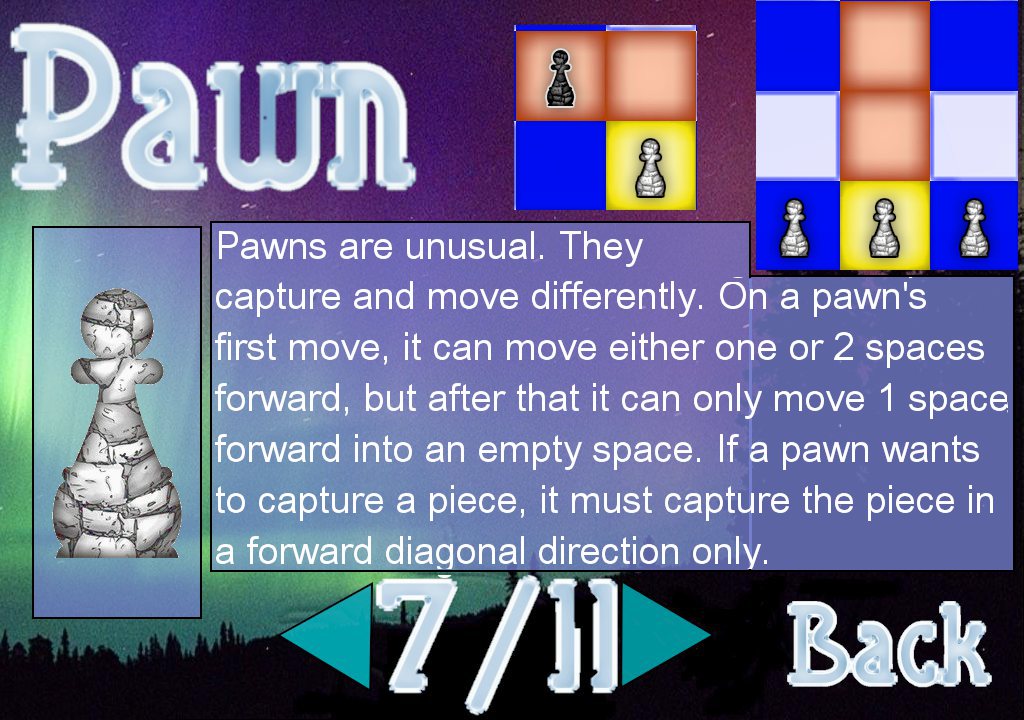 Pawn
Pawns are unusual. They
capture and move differently. On a pawn's
first move, it can move either one or 2 spaces
forward, but after that it can only move 1 space
forward into an empty space. If a pawn wants
to capture a piece, it must capture the piece in
a forward diagonal direction only.
7/11
Back